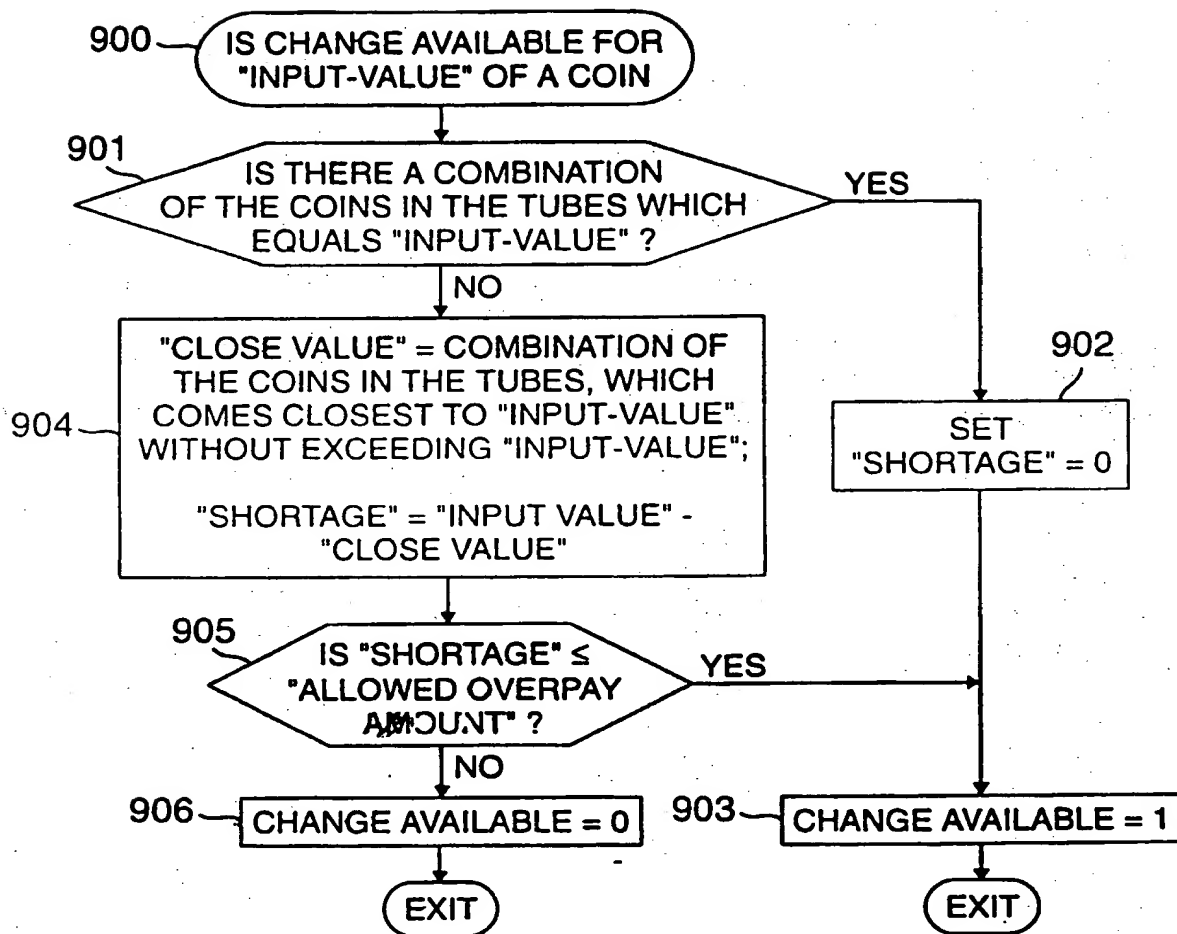 900
IS CHANGE AVAILABLE FOR
"INPUT-VALUE" OF A COIN
901
IS THERE A COMBINATION
OF THE COINS IN THE TUBES WHICH
EQUALS "INPUT-VALUE" ?
YES
NO
904
"CLOSE VALUE" = COMBINATION OF
THE COINS IN THE TUBES, WHICH
COMES CLOSEST TO "INPUT-VALUE"
WITHOUT EXCEEDING "INPUT-VALUE";
"SHORTAGE" = "INPUT VALUE" -
"CLOSE VALUE"
902
SET
"SHORTAGE" = 0
905
IS "SHORTAGE" ≤
"ALLOWED OVERPAY
AMOUNT" ?
YES
NO
906
CHANGE AVAILABLE = 0
903
CHANGE AVAILABLE = 1
EXIT
EXIT